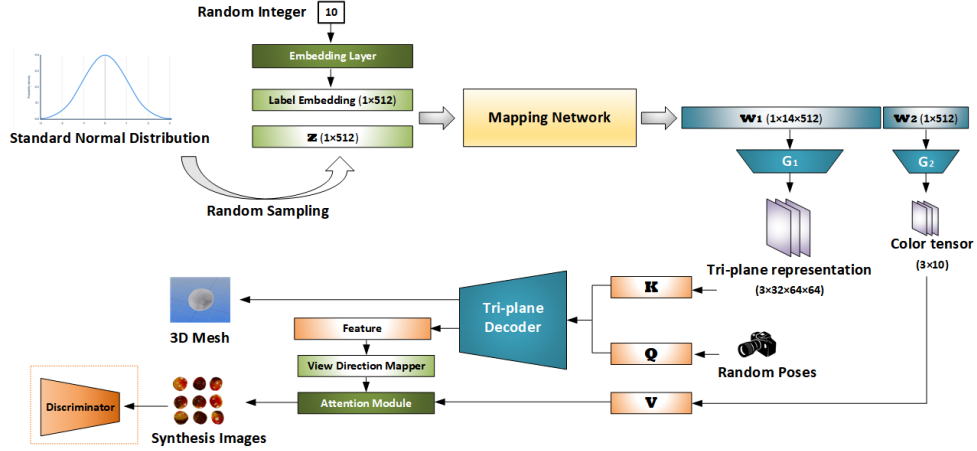 Random Integer 10
Embedding Layer
Label Embedding (1×512)
Z (1×512)
Standard Normal Distribution
Random Sampling
Mapping Network
W1 (1×14×512)
W2 (1×512)
G1
G2
Tri-plane representation
(3×32×64×64)
Color tensor
(3×10)
K
Q
V
Random Poses
Tri-plane
Decoder
3D Mesh
Feature
View Direction Mapper
Attention Module
Synthesis Images
Discriminator